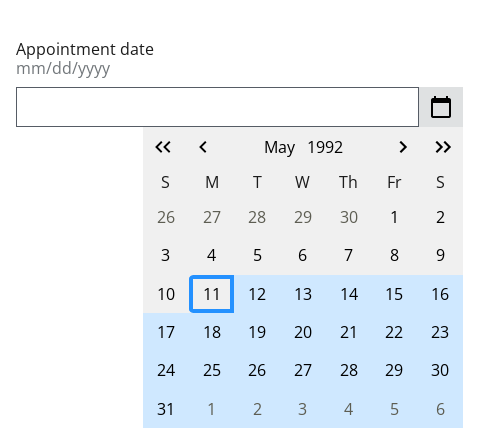 Appointment date
mm/dd/yyyy
May 1992
S M T W Th Fr S
26 27 28 29 30 1 2
3 4 5 6 7 8 9
10 11 12 13 14 15 16
17 18 19 20 21 22 23
24 25 26 27 28 29 30
31 1 2 3 4 5 6